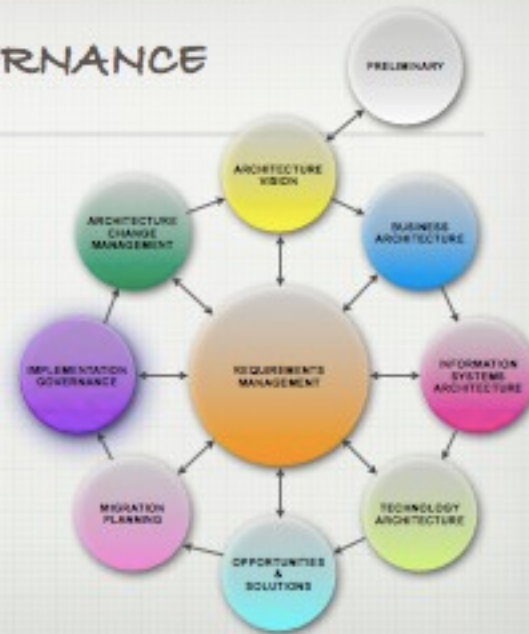 RNANCE
PRELIMINARY
ARCHITECTURE
VISION
ARCHITECTURE
CHANGE
MANAGEMENT
BUSINESS
ARCHITECTURE
IMPLEMENTATION
GOVERNANCE
REQUIREMENTS
MANAGEMENT
INFORMATION
SYSTEMS
ARCHITECTURE
MIGRATION
PLANNING
TECHNOLOGY
ARCHITECTURE
OPPORTUNITIES
&
SOLUTIONS